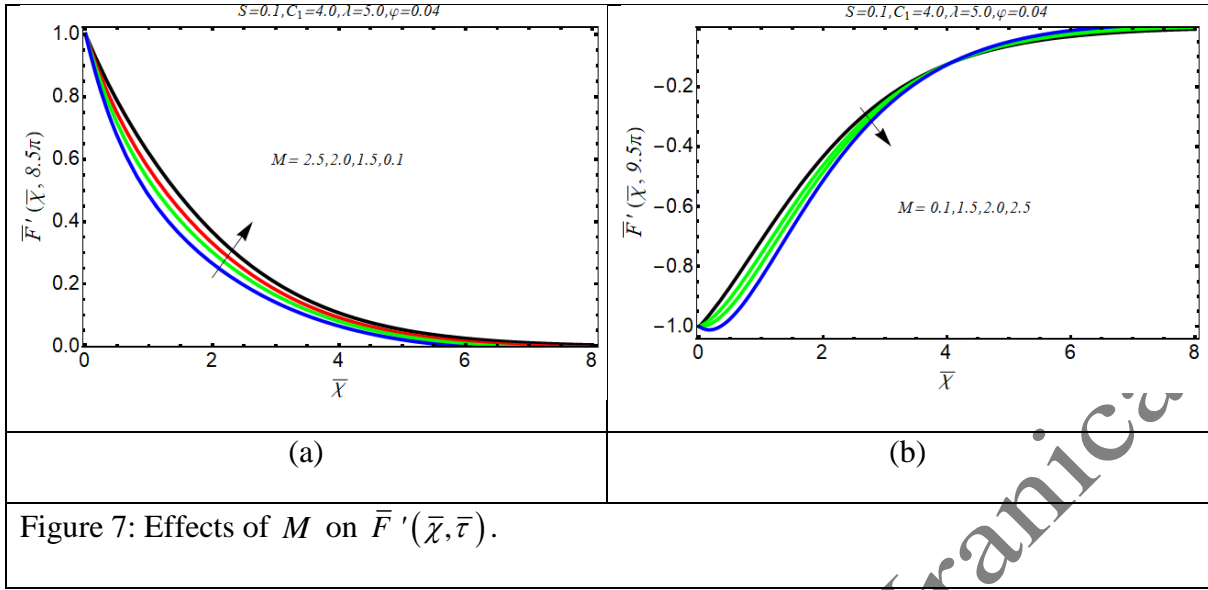 S=0.1,C₁=4.0,λ=5.0,φ=0.04
1.0
0.8
0.6
0.4
0.2
0.0
0 2 4 6 8
F̅ ′ (χ̅, 8.5π)
M = 2.5,2.0,1.5,0.1
χ̅
S=0.1,C₁=4.0,λ=5.0,φ=0.04
−0.2
−0.4
−0.6
−0.8
−1.0
0 2 4 6 8
F̅ ′ (χ̅, 9.5π)
M = 0.1,1.5,2.0,2.5
χ̅
(a)
(b)
Figure 7: Effects of M on F̅ ′(χ̅,τ̅).